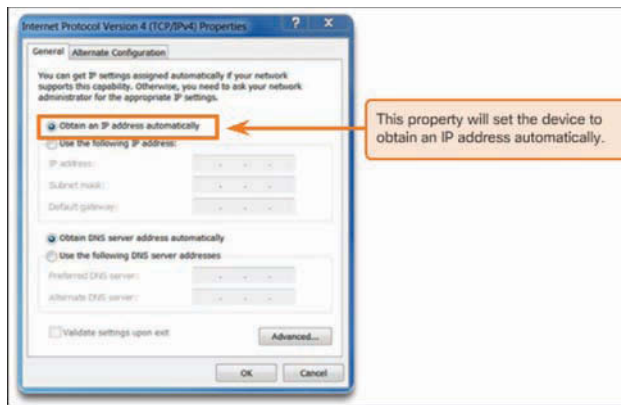 Internet Protocol Version 4 (TCP/IPv4) Properties
? X
General Alternate Configuration
You can get IP settings assigned automatically if your network
supports this capability. Otherwise, you need to ask your network
administrator for the appropriate IP settings.
Obtain an IP address automatically
Use the following IP address:
IP address:
Subnet mask:
Default gateway:
Obtain DNS server address automatically
Use the following DNS server addresses
Preferred DNS server:
Alternate DNS server:
Validate settings upon exit
Advanced...
OK Cancel
This property will set the device to
obtain an IP address automatically.